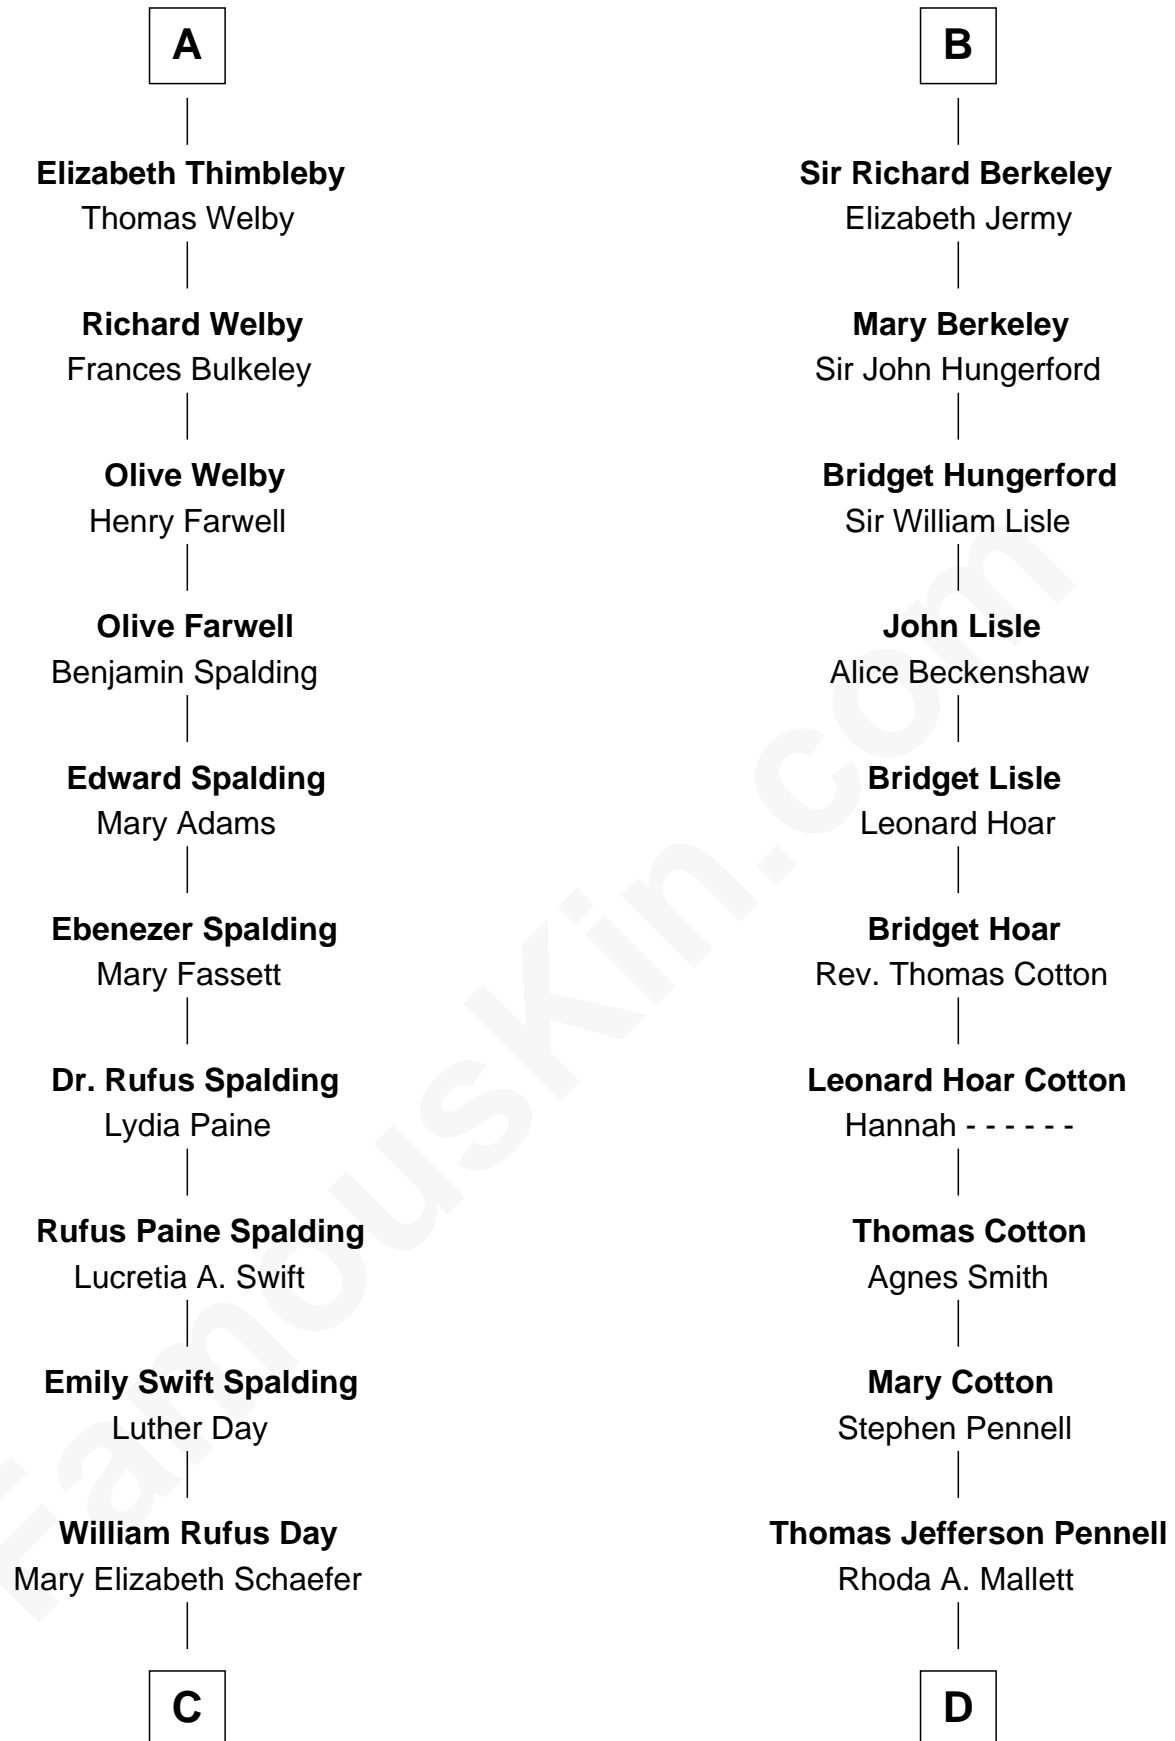 A
Elizabeth Thimbleby
Thomas Welby
Richard Welby
Frances Bulkeley
Olive Welby
Henry Farwell
Olive Farwell
Benjamin Spalding
Edward Spalding
Mary Adams
Ebenezer Spalding
Mary Fassett
Dr. Rufus Spalding
Lydia Paine
Rufus Paine Spalding
Lucretia A. Swift
Emily Swift Spalding
Luther Day
William Rufus Day
Mary Elizabeth Schaefer
C
B
Sir Richard Berkeley
Elizabeth Jermy
Mary Berkeley
Sir John Hungerford
Bridget Hungerford
Sir William Lisle
John Lisle
Alice Beckenshaw
Bridget Lisle
Leonard Hoar
Bridget Hoar
Rev. Thomas Cotton
Leonard Hoar Cotton
Hannah - - - - - -
Thomas Cotton
Agnes Smith
Mary Cotton
Stephen Pennell
Thomas Jefferson Pennell
Rhoda A. Mallett
D
FamousKin.com